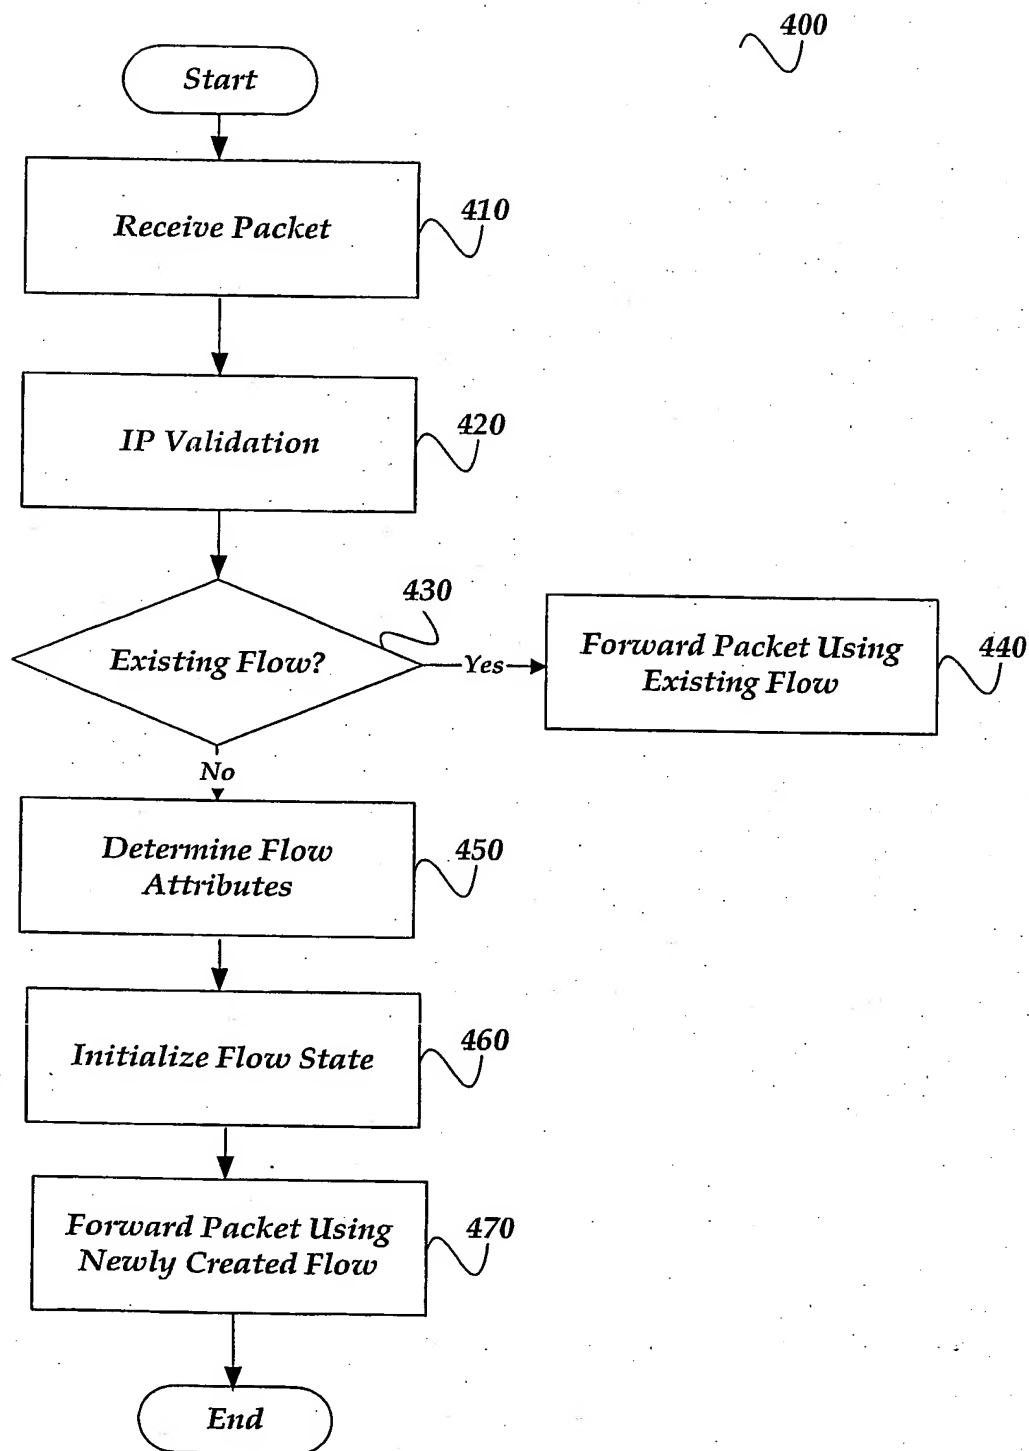 400
Start
Receive Packet
410
IP Validation
420
430
Existing Flow?
Yes
Forward Packet Using
Existing Flow
440
No
Determine Flow
Attributes
450
Initialize Flow State
460
Forward Packet Using
Newly Created Flow
470
End